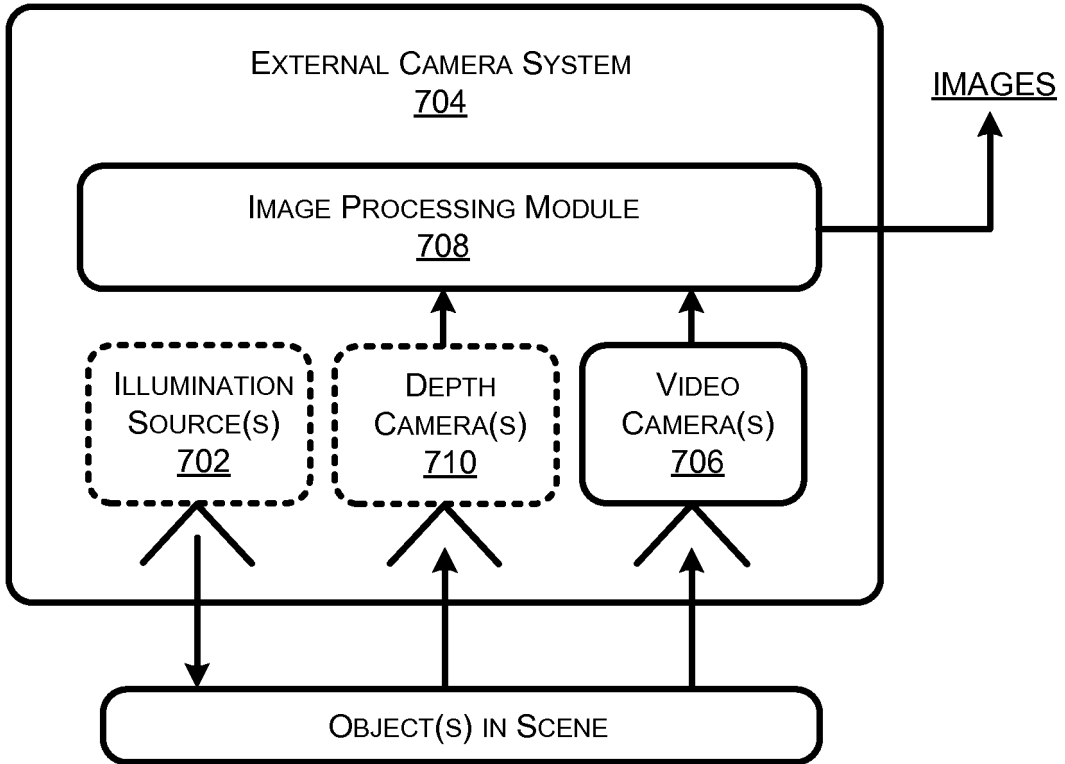 EXTERNAL CAMERA SYSTEM
704
IMAGES
IMAGE PROCESSING MODULE
708
ILLUMINATION
SOURCE(S)
702
DEPTH
CAMERA(S)
710
VIDEO
CAMERA(S)
706
OBJECT(S) IN SCENE